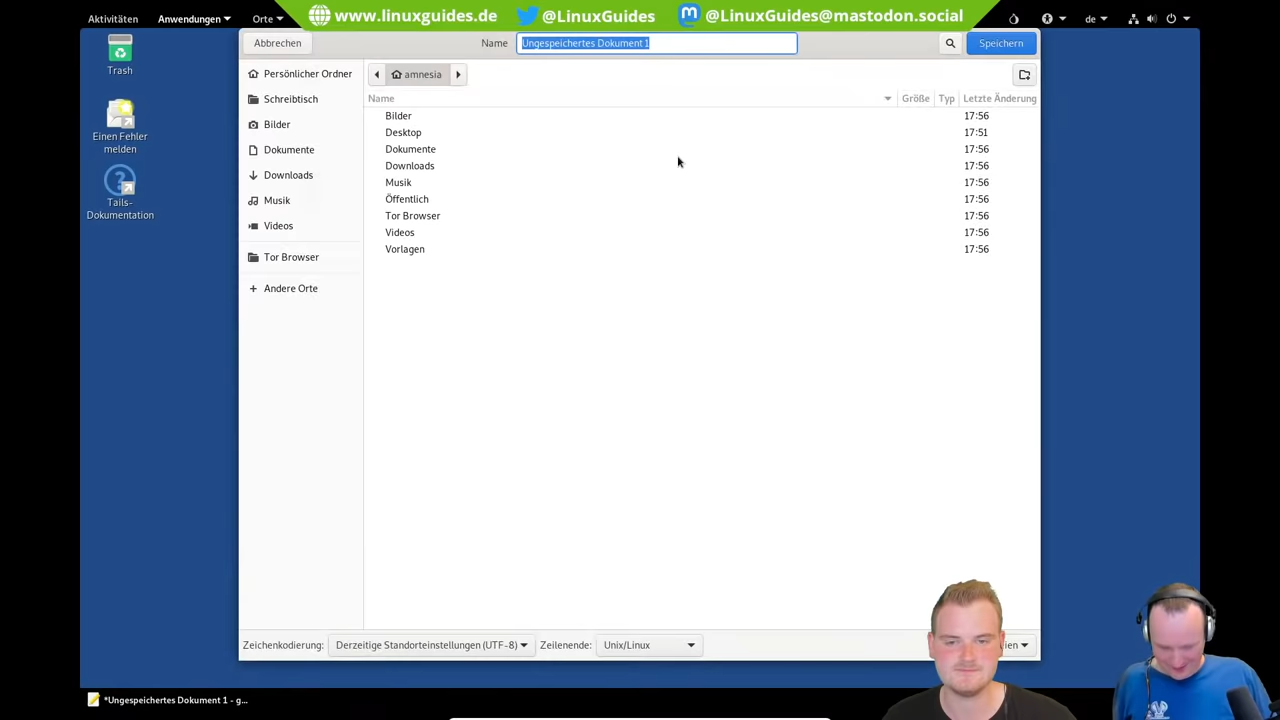 Aktivitäten Anwendungen Orte www.linuxguides.de @LinuxGuides @LinuxGuides@mastodon.social de
Abbrechen Name Ungespeichertes Dokument 1 Speichern
Trash
Einen Fehler
melden
Tails-
Dokumentation
Persönlicher Ordner
Schreibtisch
Bilder
Dokumente
Downloads
Musik
Videos
Tor Browser
Andere Orte
amnesia
Name Größe Typ Letzte Änderung
Bilder 17:56
Desktop 17:51
Dokumente 17:56
Downloads 17:56
Musik 17:56
Öffentlich 17:56
Tor Browser 17:56
Videos 17:56
Vorlagen 17:56
Zeichenkodierung: Derzeitige Standorteinstellungen (UTF-8) Zeilenende: Unix/Linux
*Ungespeichertes Dokument 1 - g...